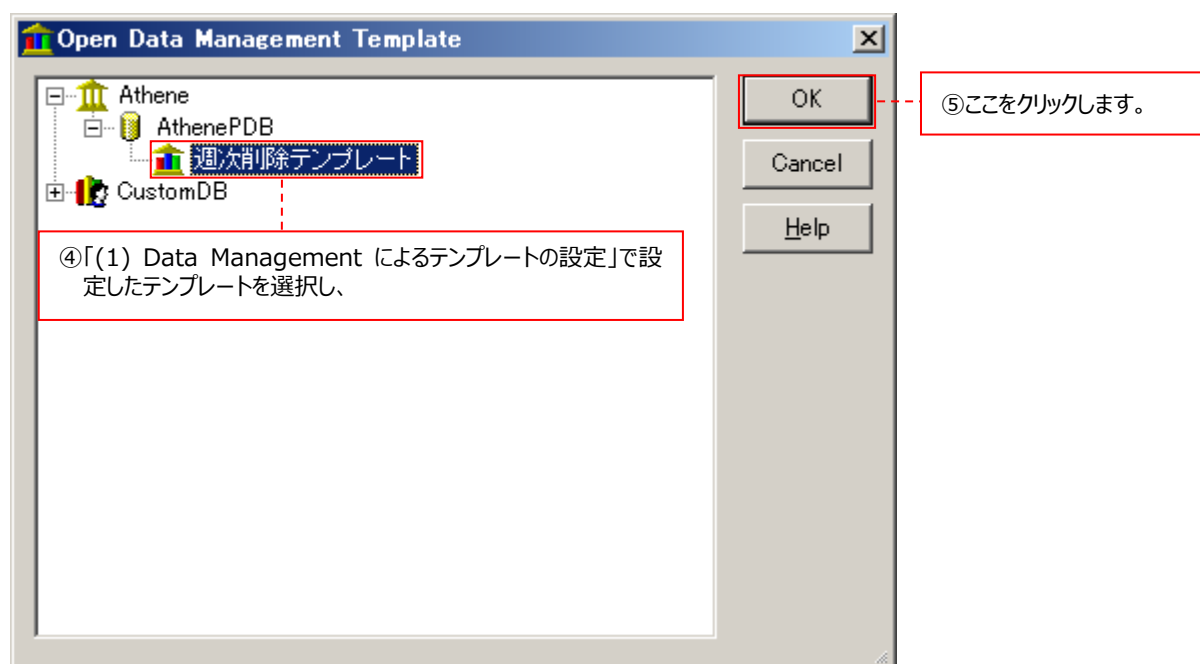 Open Data Management Template
Athene
AthenePDB
週次削除テンプレート
CustomDB
OK
Cancel
Help
④「(1) Data Management によるテンプレートの設定」で設
定したテンプレートを選択し、
⑤ここをクリックします。